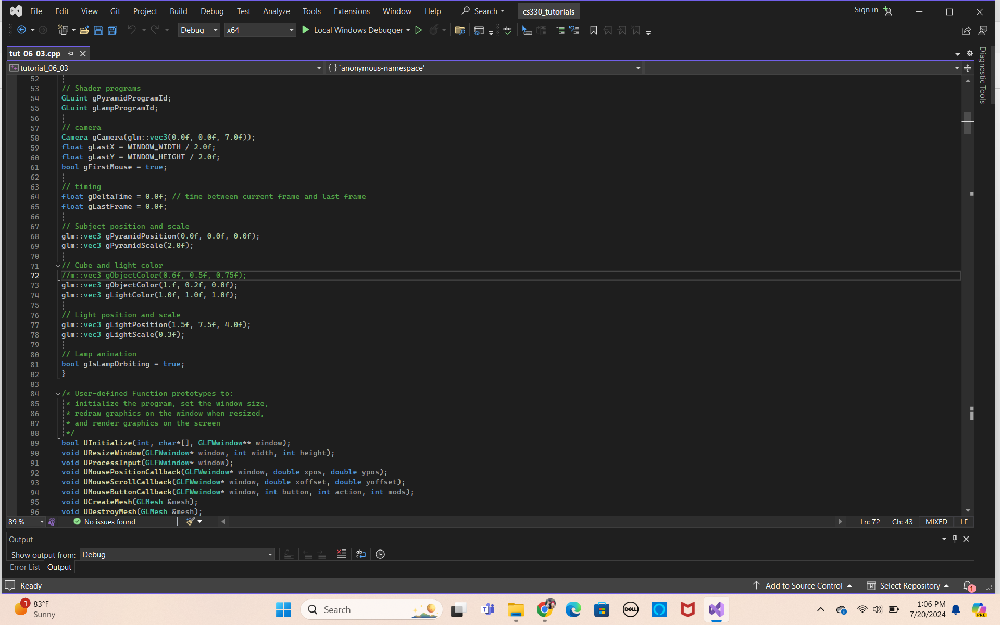 File Edit View Git Project Build Debug Test Analyze Tools Extensions Window Help Search cs330_tutorials Sign in
Debug x64 Local Windows Debugger
tut_06_03.cpp
tutorial_06_03 { } `anonymous-namespace'
Diagnostic Tools
52
53 // Shader programs
54 GLuint gPyramidProgramId;
55 GLuint gLampProgramId;
56
57 // camera
58 Camera gCamera(glm::vec3(0.0f, 0.0f, 7.0f));
59 float gLastX = WINDOW_WIDTH / 2.0f;
60 float gLastY = WINDOW_HEIGHT / 2.0f;
61 bool gFirstMouse = true;
62
63 // timing
64 float gDeltaTime = 0.0f; // time between current frame and last frame
65 float gLastFrame = 0.0f;
66
67 // Subject position and scale
68 glm::vec3 gPyramidPosition(0.0f, 0.0f, 0.0f);
69 glm::vec3 gPyramidScale(2.0f);
70
71 // Cube and light color
72 //m::vec3 gObjectColor(0.6f, 0.5f, 0.75f);
73 glm::vec3 gObjectColor(1.f, 0.2f, 0.0f);
74 glm::vec3 gLightColor(1.0f, 1.0f, 1.0f);
75
76 // Light position and scale
77 glm::vec3 gLightPosition(1.5f, 7.5f, 4.0f);
78 glm::vec3 gLightScale(0.3f);
79
80 // Lamp animation
81 bool gIsLampOrbiting = true;
82 }
83
84 /* User-defined Function prototypes to:
85 * initialize the program, set the window size,
86 * redraw graphics on the window when resized,
87 * and render graphics on the screen
88 */
89 bool UInitialize(int, char*[], GLFWwindow** window);
90 void UResizeWindow(GLFWwindow* window, int width, int height);
91 void UProcessInput(GLFWwindow* window);
92 void UMousePositionCallback(GLFWwindow* window, double xpos, double ypos);
93 void UMouseScrollCallback(GLFWwindow* window, double xoffset, double yoffset);
94 void UMouseButtonCallback(GLFWwindow* window, int button, int action, int mods);
95 void UCreateMesh(GLMesh &mesh);
96 void UDestroyMesh(GLMesh &mesh);
89 % No issues found Ln: 72 Ch: 43 MIXED LF
Output
Show output from: Debug
Error List Output
Ready Add to Source Control Select Repository 1
1 83°F
Sunny
Search
DELL
1:06 PM
7/20/2024
PRE